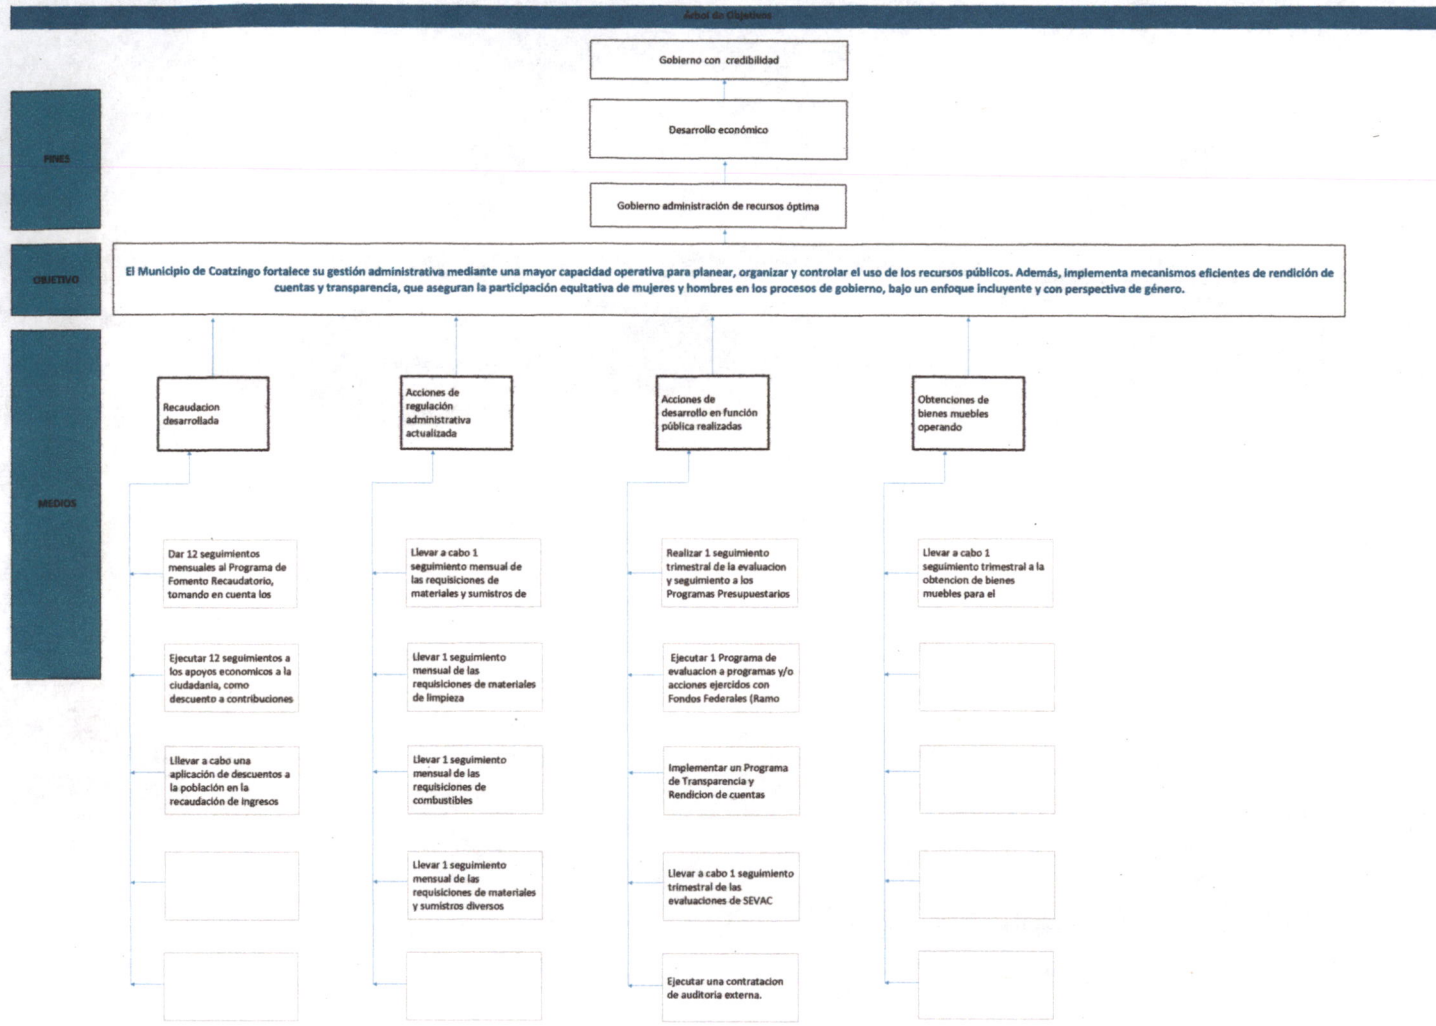 Árbol de Objetivos
Gobierno con credibilidad
Desarrollo económico
Gobierno administración de recursos óptima
FINES
OBJETIVO
El Municipio de Coatzingo fortalece su gestión administrativa mediante una mayor capacidad operativa para planear, organizar y controlar el uso de los recursos públicos. Además, implementa mecanismos eficientes de rendición de
cuentas y transparencia, que aseguran la participación equitativa de mujeres y hombres en los procesos de gobierno, bajo un enfoque incluyente y con perspectiva de género.
MEDIOS
Recaudacion
desarrollada
Acciones de
regulación
administrativa
actualizada
Acciones de
desarrollo en función
pública realizadas
Obtenciones de
bienes muebles
operando
Dar 12 seguimientos
mensuales al Programa de
Fomento Recaudatorio,
tomando en cuenta los
Llevar a cabo 1
seguimiento mensual de
las requisiciones de
materiales y sumistros de
Realizar 1 seguimiento
trimestral de la evaluacion
y seguimiento a los
Programas Presupuestarios
Llevar a cabo 1
seguimiento trimestral a la
obtencion de bienes
muebles para el
Ejecutar 12 seguimientos a
los apoyos economicos a la
ciudadania, como
descuento a contribuciones
Llevar 1 seguimiento
mensual de las
requisiciones de materiales
de limpieza
Ejecutar 1 Programa de
evaluacion a programas y/o
acciones ejercidos con
Fondos Federales (Ramo
Lllevar a cabo una
aplicación de descuentos a
la población en la
recaudación de ingresos
Llevar 1 seguimiento
mensual de las
requisiciones de
combustibles
Implementar un Programa
de Transparencia y
Rendicion de cuentas
Llevar 1 seguimiento
mensual de las
requisiciones de materiales
y sumistros diversos
Llevar a cabo 1 seguimiento
trimestral de las
evaluaciones de SEVAC
Ejecutar una contratacion
de auditoria externa.